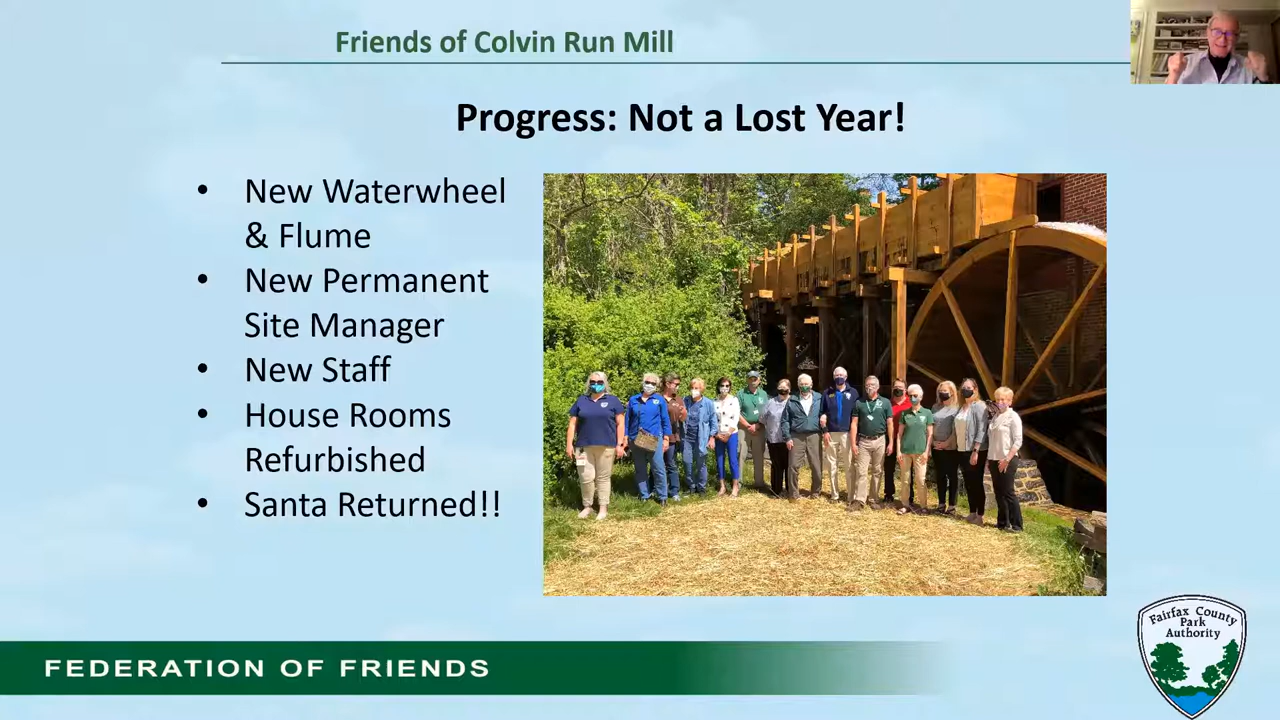 Friends of Colvin Run Mill
Progress: Not a Lost Year!
• New Waterwheel
& Flume
• New Permanent
Site Manager
• New Staff
• House Rooms
Refurbished
• Santa Returned!!
FEDERATION OF FRIENDS
Fairfax County
Park
Authority